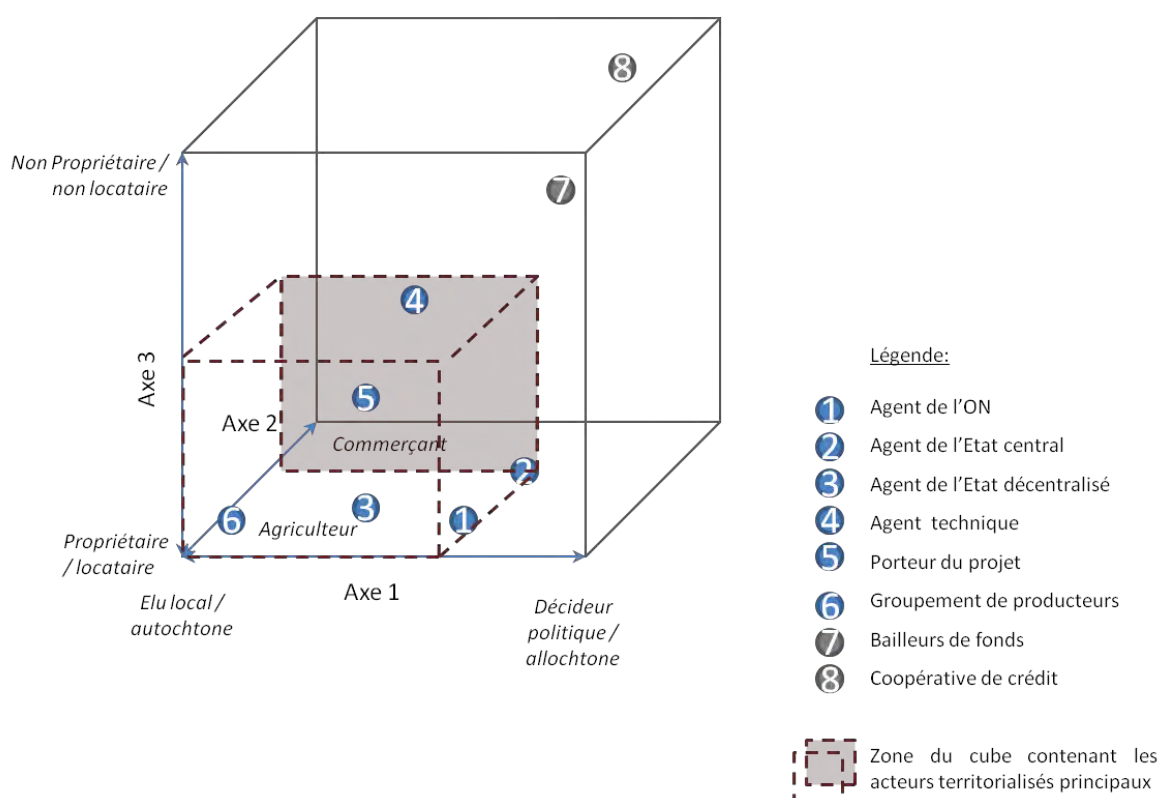 8
Non Propriétaire /
non locataire
7
4
Axe 3
5
Axe 2
Commerçant
2
3
6
1
Agriculteur
Propriétaire
/ locataire
Axe 1
Elu local /
autochtone
Décideur
politique /
allochtone
Légende:
1 Agent de l'ON
2 Agent de l'Etat central
3 Agent de l'Etat décentralisé
4 Agent technique
5 Porteur du projet
6 Groupement de producteurs
7 Bailleurs de fonds
8 Coopérative de crédit
Zone du cube contenant les
acteurs territorialisés principaux